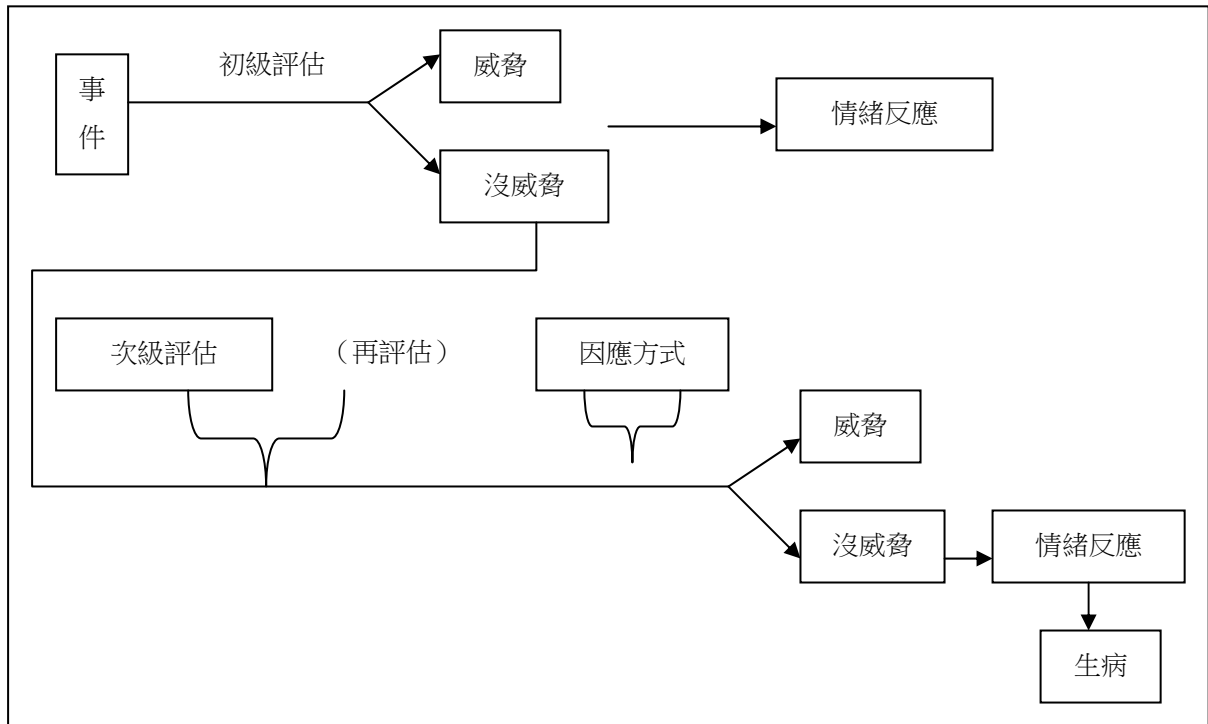 事件
初級評估
威脅
情緒反應
沒威脅
次級評估
（再評估）
因應方式
威脅
沒威脅
情緒反應
生病